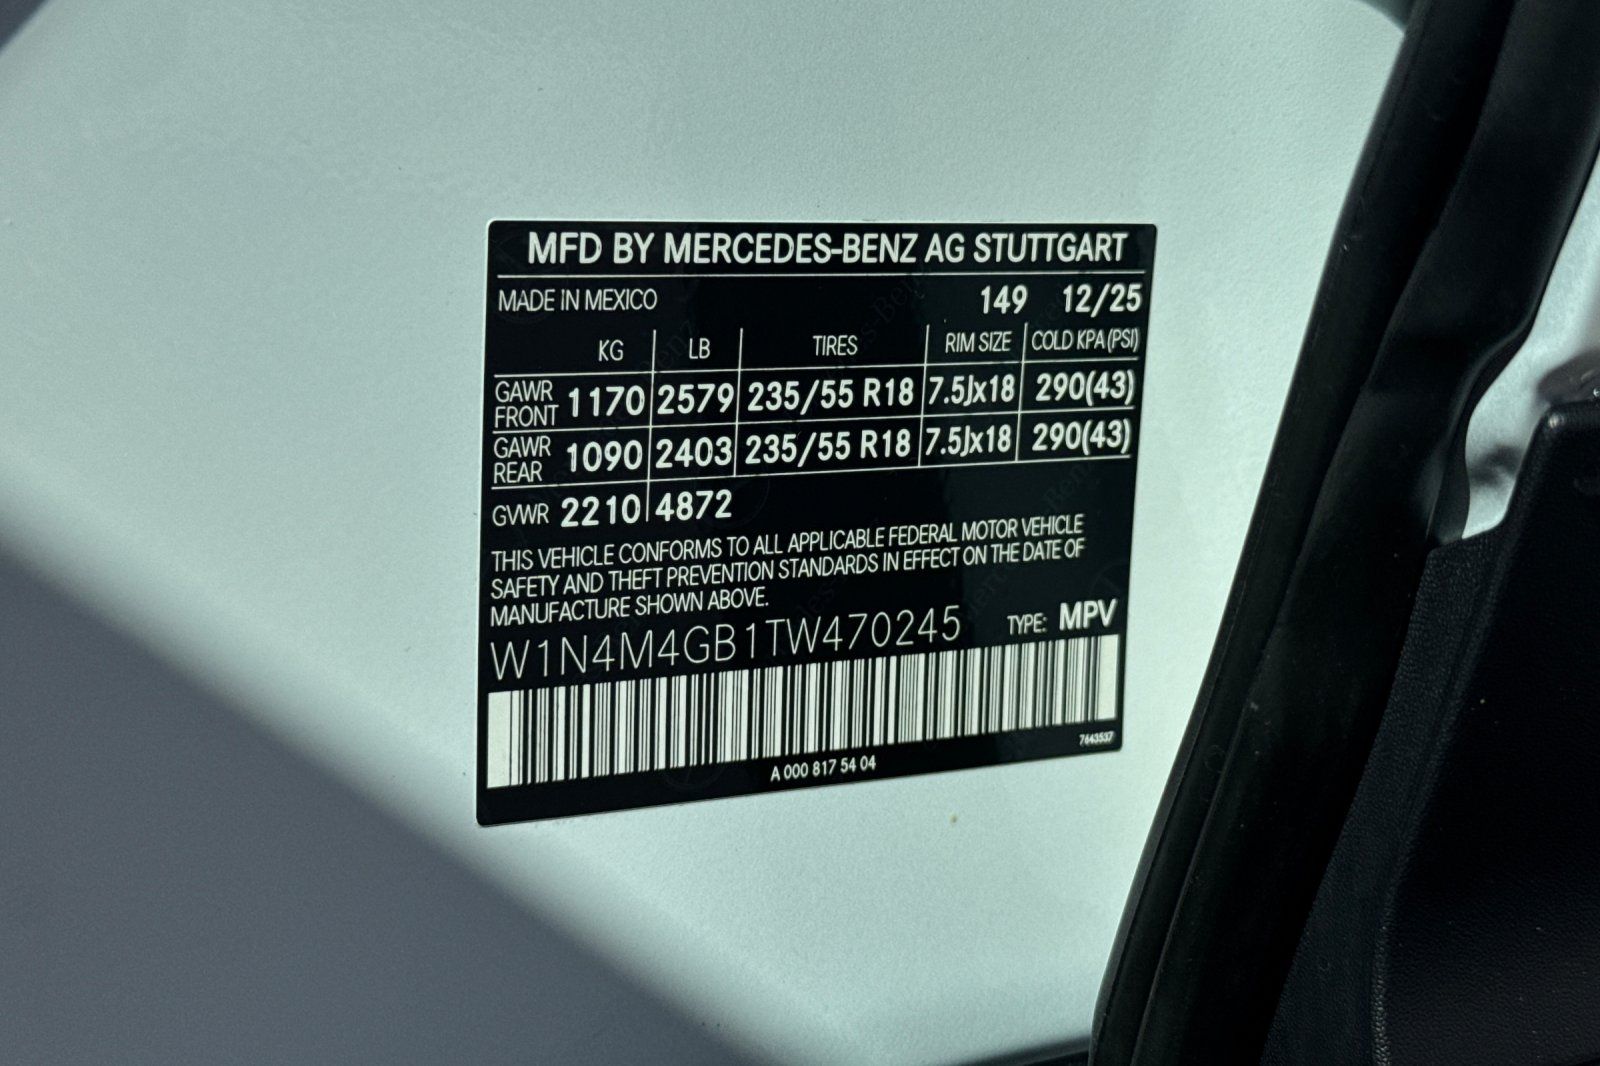 MFD BY MERCEDES-BENZ AG STUTTGART
MADE IN MEXICO 149 12/25
KG LB TIRES RIM SIZE COLD KPA(PSI)
GAWR FRONT 1170 2579 235/55 R18 7.5Jx18 290(43)
GAWR REAR 1090 2403 235/55 R18 7.5Jx18 290(43)
GVWR 2210 4872
THIS VEHICLE CONFORMS TO ALL APPLICABLE FEDERAL MOTOR VEHICLE
SAFETY AND THEFT PREVENTION STANDARDS IN EFFECT ON THE DATE OF
MANUFACTURE SHOWN ABOVE.
W1N4M4GB1TW470245 TYPE: MPV
7643537
A 000 817 54 04